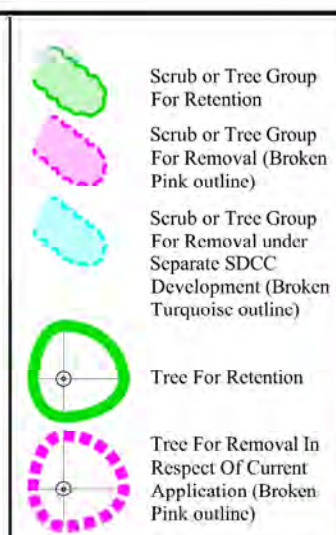 Scrub or Tree Group
For Retention
Scrub or Tree Group
For Removal (Broken
Pink outline)
Scrub or Tree Group
For Removal under
Separate SDCC
Development (Broken
Turquoise outline)
Tree For Retention
Tree For Removal In
Respect Of Current
Application (Broken
Pink outline)